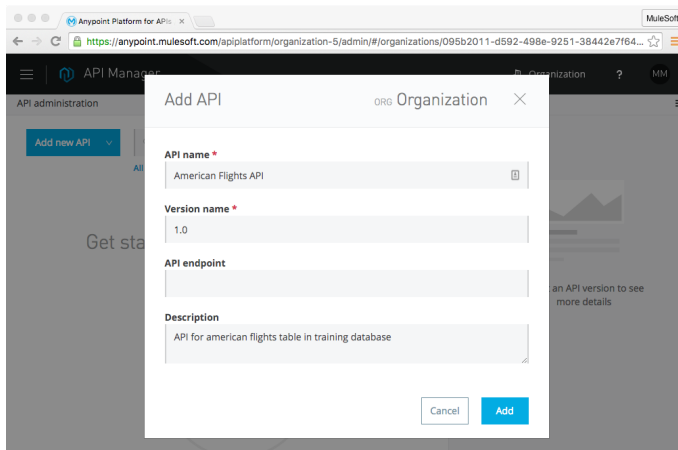 Anypoint Platform for APIs ×
MuleSoft
https://anypoint.mulesoft.com/apiplatform/organization-5/admin/#/organizations/095b2011-d592-498e-9251-38442e7f64...
API Manager
Organization ? MM
API administration
Add API ORG Organization
Add new API
API name *
All
American Flights API
Version name *
1.0
Get sta
API endpoint
an API version to see
more details
Description
API for american flights table in training database
Cancel Add